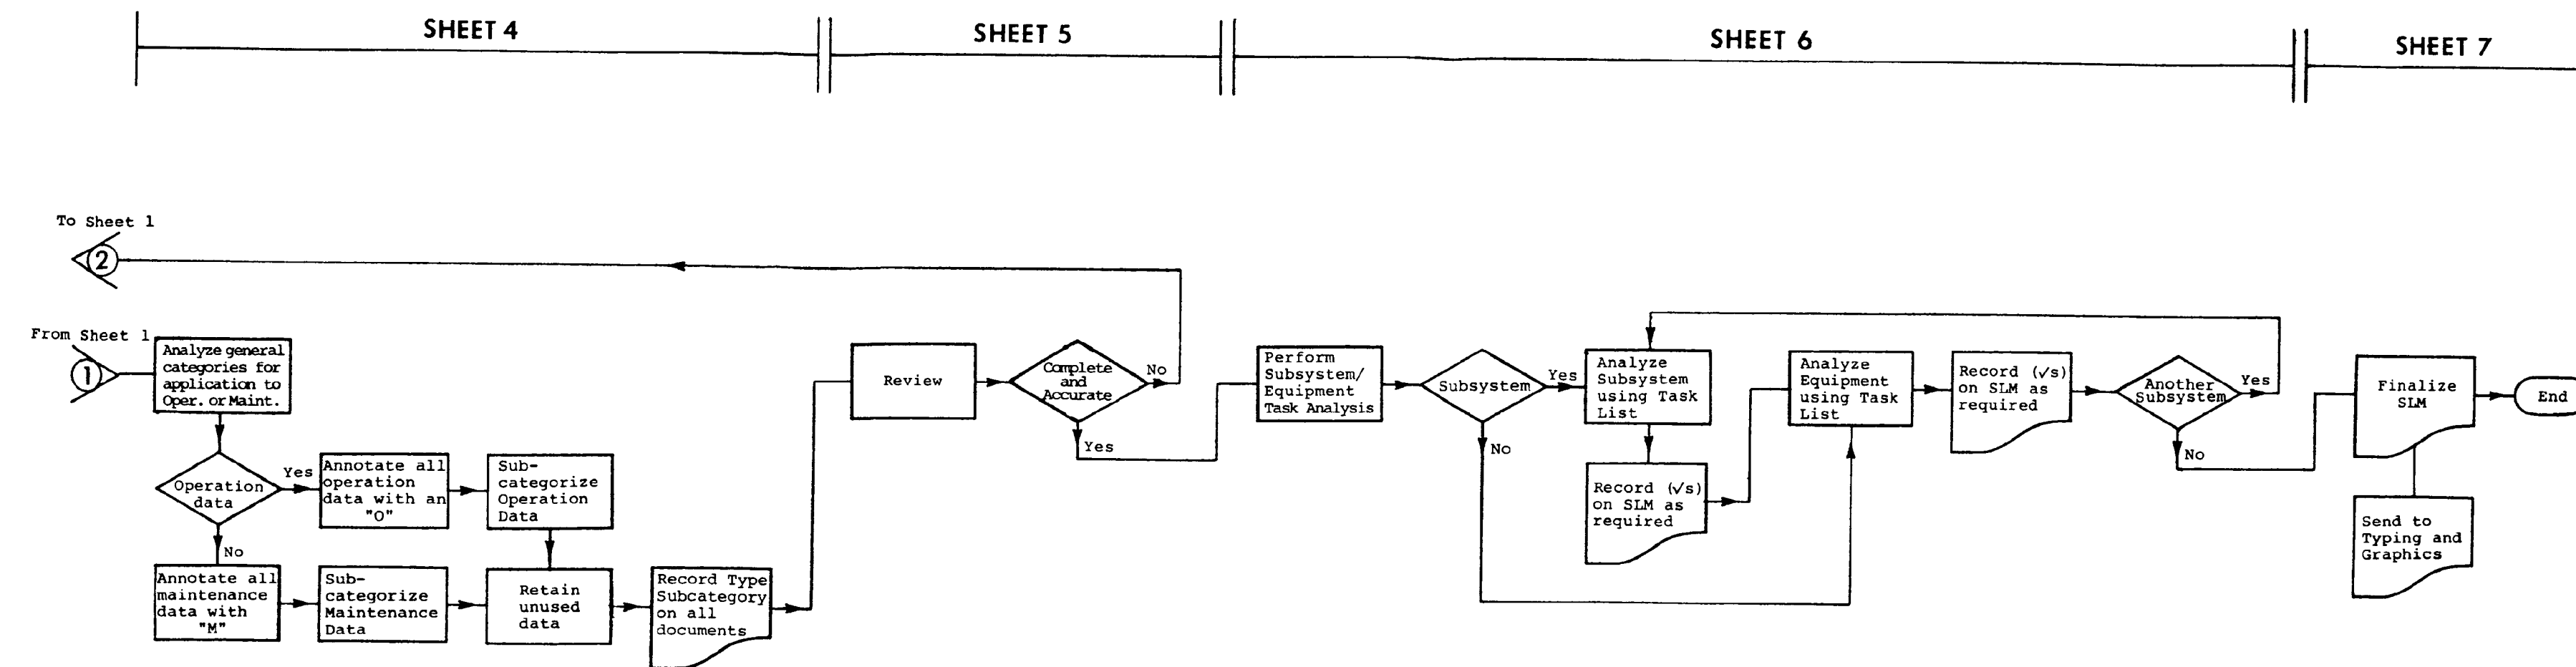 SHEET 4
SHEET 5
SHEET 6
SHEET 7
To Sheet 1
2
From Sheet 1
1
Analyze general
categories for
application to
Oper. or Maint.
Operation
data
Yes
No
Annotate all
operation
data with an
"O"
Sub-
categorize
Operation
Data
Annotate all
maintenance
data with
"M"
Sub-
categorize
Maintenance
Data
Retain
unused
data
Record Type
Subcategory
on all
documents
Review
Complete
and
Accurate
No
Yes
Perform
Subsystem/
Equipment
Task Analysis
Subsystem
Yes
No
Analyze
Subsystem
using Task
List
Record (√s)
on SLM as
required
Analyze
Equipment
using Task
List
Record (√s)
on SLM as
required
Another
Subsystem
Yes
No
Finalize
SLM
End
Send to
Typing and
Graphics